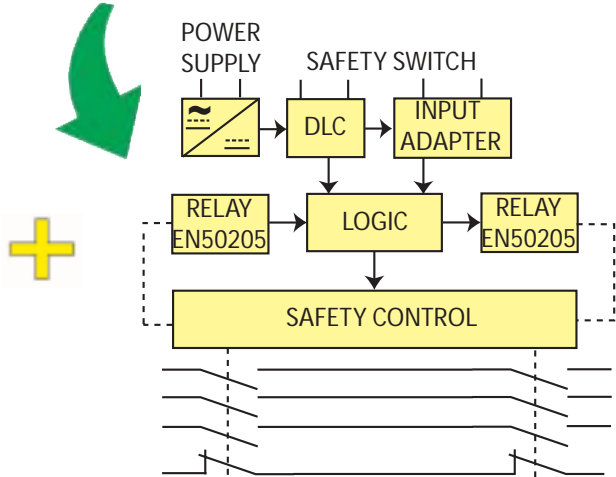 POWER
SUPPLY
SAFETY SWITCH
DLC
INPUT
ADAPTER
RELAY
EN50205
LOGIC
RELAY
EN50205
SAFETY CONTROL